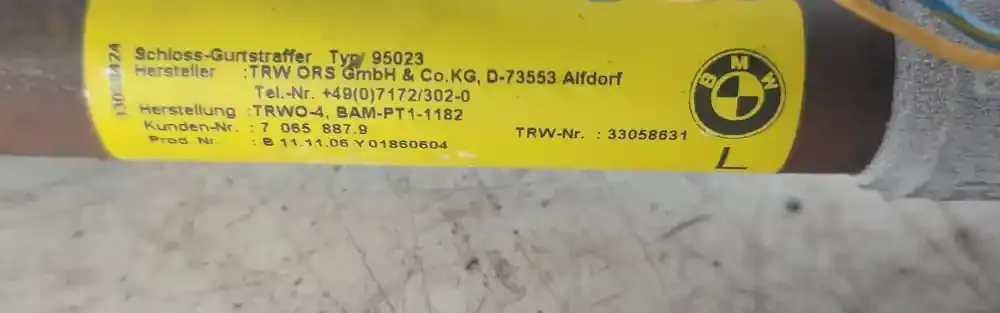 Schloss-Gurtstraffer Typ 95023
Hersteller :TRW ORS GmbH & Co.KG, D-73553 Alfdorf
Tel.-Nr. +49(0)7172/302-0
Herstellung :TRWO-4, BAM-PT1-1182
Kunden-Nr. : 7 065 887.9
TRW-Nr. : 33058631
Prod. Nr. : B 11.11.06 Y 01860604
BMW
L